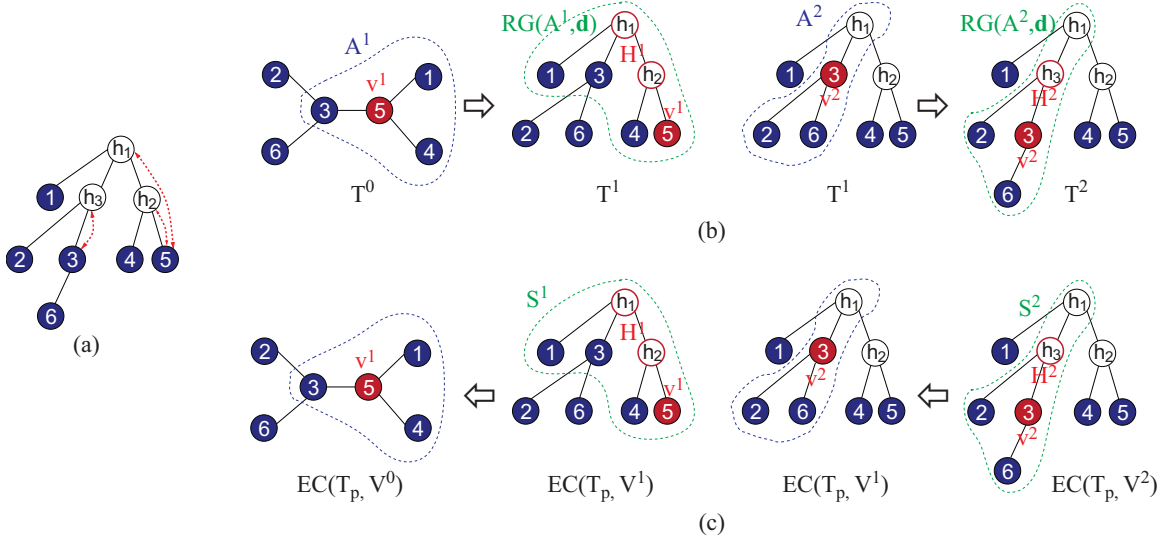 h₁
1
h₃
h₂
2
3
4
5
6
(a)
A¹
2
v¹
1
3
5
6
4
T⁰
RG(A¹,d)
h₁
H¹
1
3
h₂
v¹
2
6
4
5
T¹
A²
h₁
1
3
h₂
v²
2
6
4
5
T¹
RG(A²,d)
h₁
1
h₃
h₂
H²
2
3
4
5
v²
6
T²
(b)
2
v¹
1
3
5
6
4
EC(Tₚ, V⁰)
S¹
h₁
H¹
1
3
h₂
v¹
2
6
4
5
EC(Tₚ, V¹)
h₁
1
3
h₂
v²
2
6
4
5
EC(Tₚ, V¹)
S²
h₁
1
h₃
h₂
H²
2
3
4
5
v²
6
EC(Tₚ, V²)
(c)